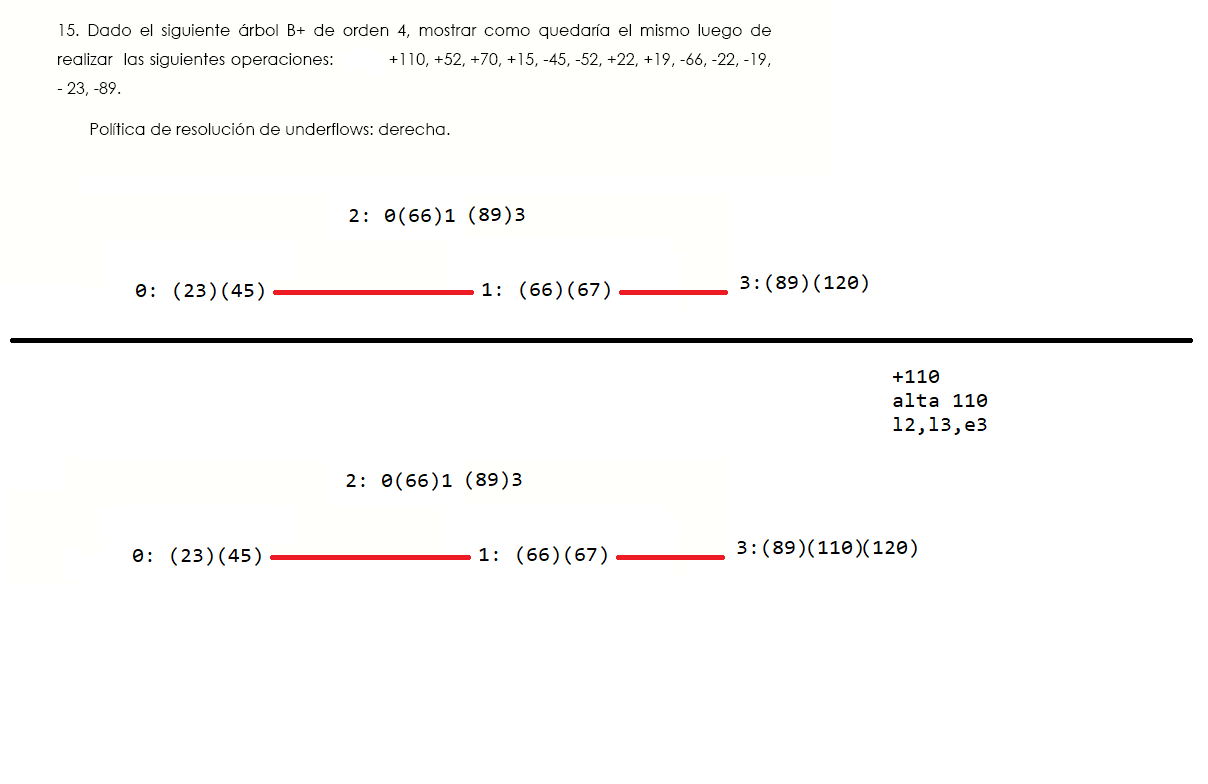 15. Dado el siguiente árbol B+ de orden 4, mostrar como quedaría el mismo luego de
realizar las siguientes operaciones: +110, +52, +70, +15, -45, -52, +22, +19, -66, -22, -19,
- 23, -89.
Política de resolución de underflows: derecha.
2: 0(66)1 (89)3
0: (23)(45) 1: (66)(67) 3:(89)(120)
+110
alta 110
l2,l3,e3
2: 0(66)1 (89)3
0: (23)(45) 1: (66)(67) 3:(89)(110)(120)